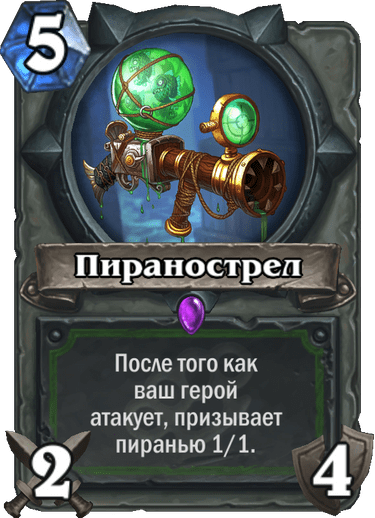 5
Пиранострел
После того как
ваш герой
атакует, призывает
пиранью 1/1.
2
4